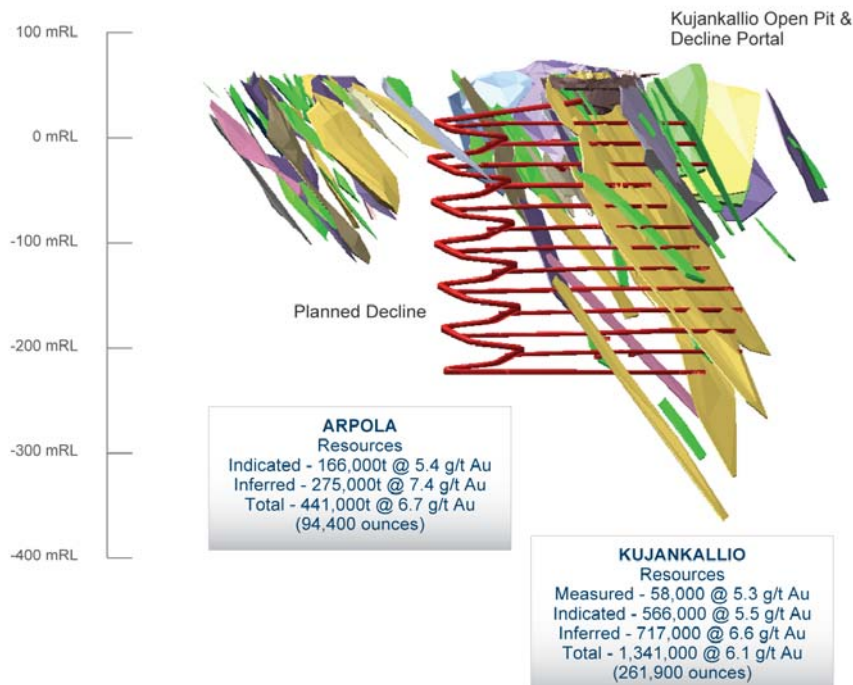 100 mRL
Kujankallio Open Pit &
Decline Portal
0 mRL
-100 mRL
Planned Decline
-200 mRL
-300 mRL
-400 mRL
ARPOLA
Resources
Indicated - 166,000t @ 5.4 g/t Au
Inferred - 275,000t @ 7.4 g/t Au
Total - 441,000t @ 6.7 g/t Au
(94,400 ounces)
KUJANKALLIO
Resources
Measured - 58,000 @ 5.3 g/t Au
Indicated - 566,000 @ 5.5 g/t Au
Inferred - 717,000 @ 6.6 g/t Au
Total - 1,341,000 @ 6.1 g/t Au
(261,900 ounces)